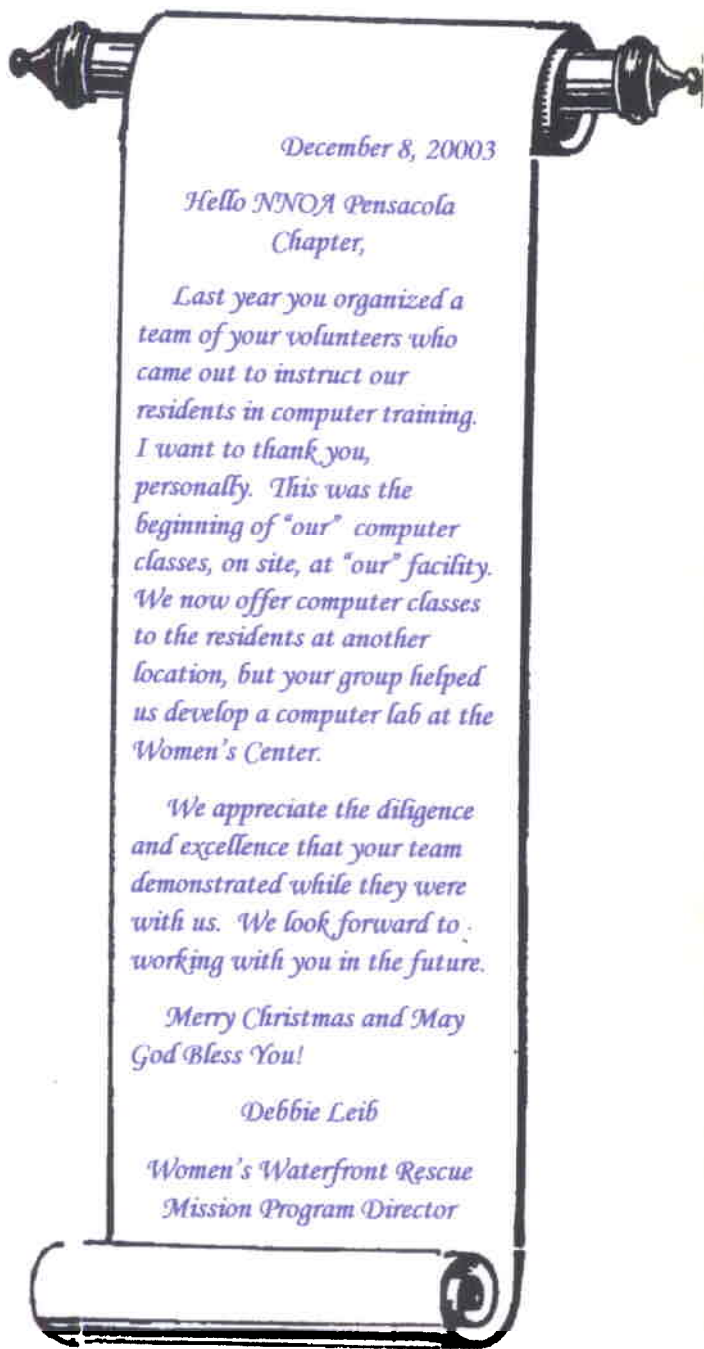 December 8, 20003
Hello NNOA Pensacola
Chapter,
Last year you organized a
team of your volunteers who
came out to instruct our
residents in computer training.
I want to thank you,
personally. This was the
beginning of "our" computer
classes, on site, at "our" facility.
We now offer computer classes
to the residents at another
location, but your group helped
us develop a computer lab at the
Women's Center.
We appreciate the diligence
and excellence that your team
demonstrated while they were
with us. We look forward to
working with you in the future.
Merry Christmas and May
God Bless You!
Debbie Leib
Women's Waterfront Rescue
Mission Program Director